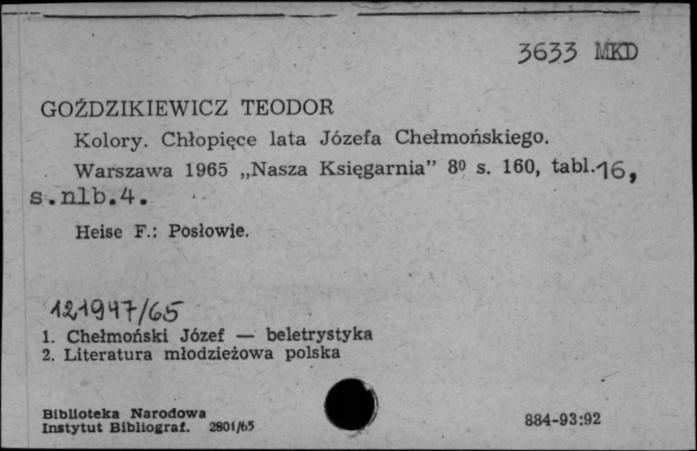 3633 MKD
GOŹDZIKIEWICZ TEODOR
Kolory. Chłopięce lata Józefa Chełmońskiego.
Warszawa 1965 „Nasza Księgarnia” 8⁰ s. 160, tabl. 16,
s.nlb.4.
Heise F.: Posłowie.
121947/65
1. Chełmoński Józef — beletrystyka
2. Literatura młodzieżowa polska
Biblioteka Narodowa
Instytut Bibliograf. 2801/65
884-93:92